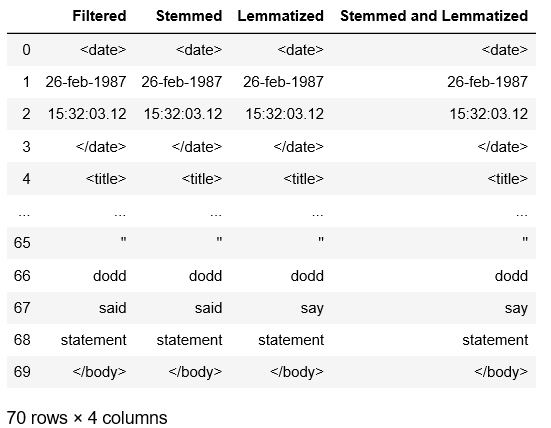 Filtered Stemmed Lemmatized Stemmed and Lemmatized
0 <date> <date> <date> <date>
1 26-feb-1987 26-feb-1987 26-feb-1987 26-feb-1987
2 15:32:03.12 15:32:03.12 15:32:03.12 15:32:03.12
3 </date> </date> </date> </date>
4 <title> <title> <title> <title>
... ... ... ... ...
65 " " " "
66 dodd dodd dodd dodd
67 said said say say
68 statement statement statement statement
69 </body> </body> </body> </body>
70 rows × 4 columns